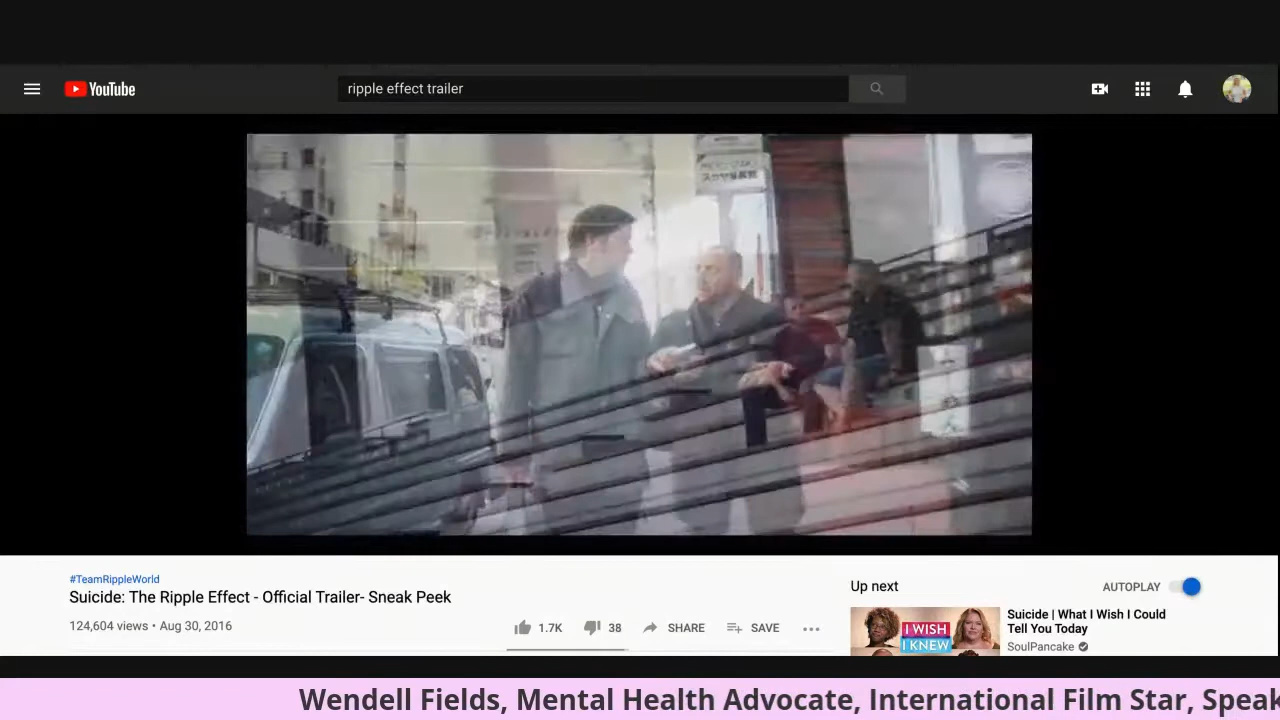 YouTube
ripple effect trailer
#TeamRippleWorld
Suicide: The Ripple Effect - Official Trailer- Sneak Peek
124,604 views • Aug 30, 2016
1.7K
38
SHARE
SAVE
Up next
AUTOPLAY
I WISH
I KNEW
Suicide | What I Wish I Could
Tell You Today
SoulPancake
Wendell Fields, Mental Health Advocate, International Film Star, Speak